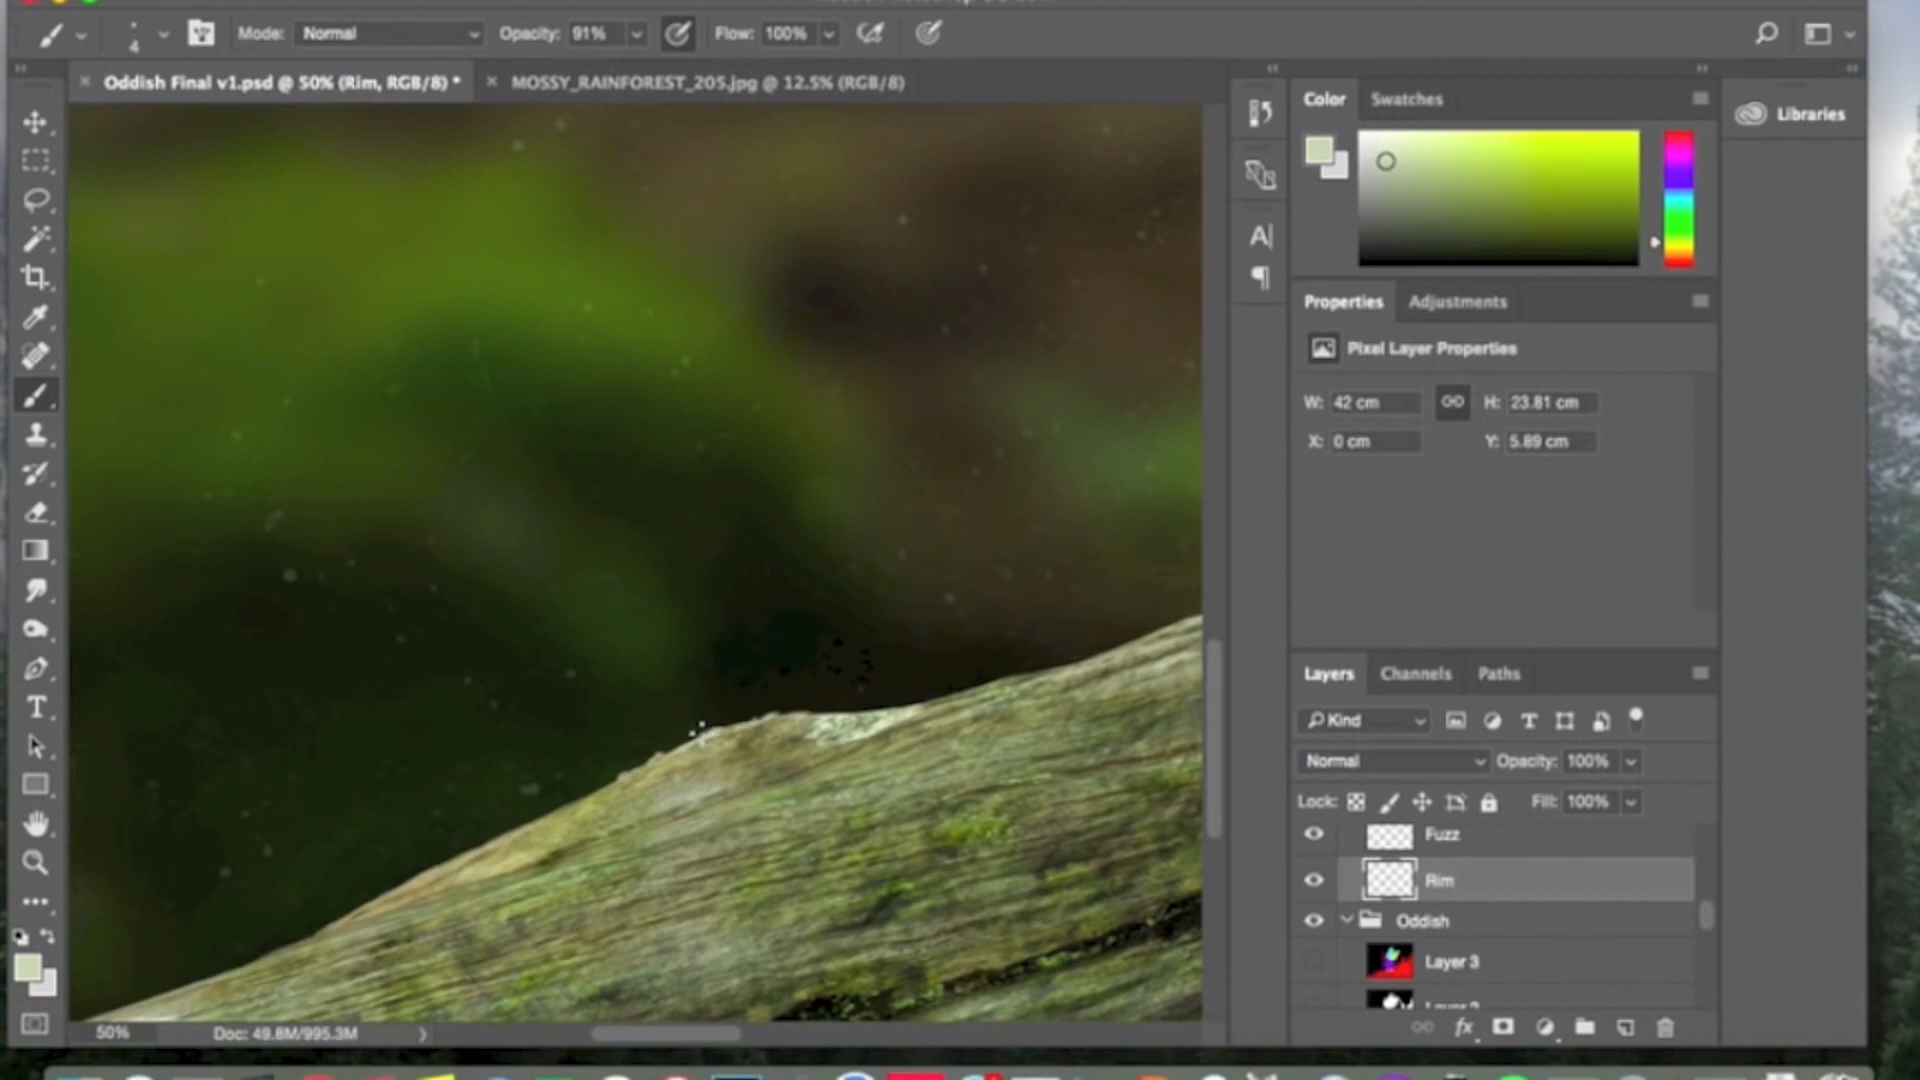 4
Mode: Normal
Opacity: 91%
Flow: 100%
× Oddish Final v1.psd @ 50% (Rim, RGB/8) *
× MOSSY_RAINFOREST_205.jpg @ 12.5% (RGB/8)
Color
Swatches
Libraries
Properties
Adjustments
Pixel Layer Properties
W: 42 cm
H: 23.81 cm
X: 0 cm
Y: 5.89 cm
Layers
Channels
Paths
Kind
Normal
Opacity: 100%
Lock:
Fill: 100%
Fuzz
Rim
Oddish
Layer 3
50%
Doc: 49.8M/995.3M